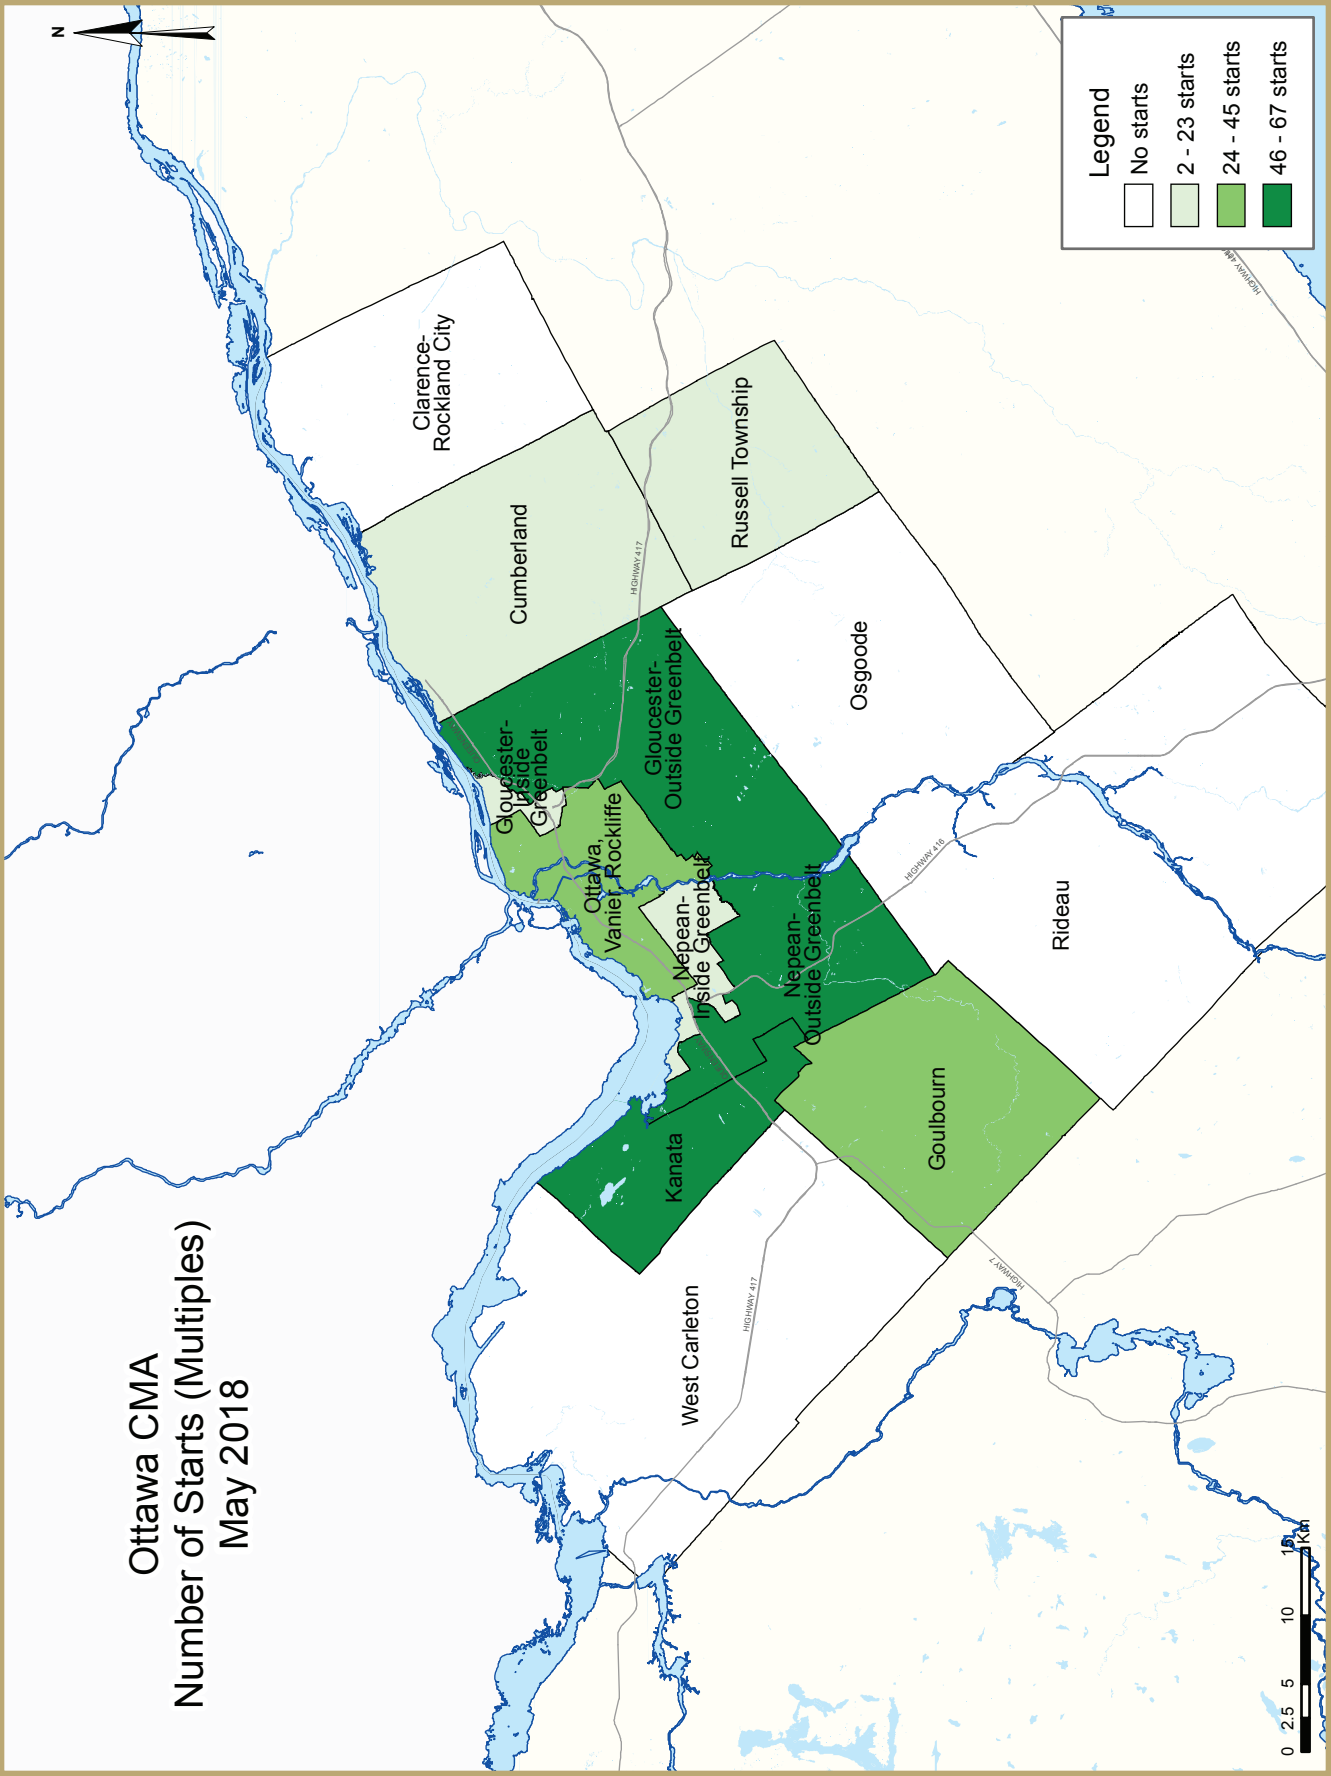 Ottawa CMA
Number of Starts (Multiples)
May 2018
N
Legend
No starts
2 - 23 starts
24 - 45 starts
46 - 67 starts
Clarence-
Rockland City
Cumberland
Russell Township
HIGHWAY 417
Gloucester-
Inside
Greenbelt
Gloucester-
Outside Greenbelt
Osgoode
Ottawa,
Vanier, Rockliffe
Nepean-
Inside Greenbelt
Nepean-
Outside Greenbelt
HIGHWAY 416
Rideau
Kanata
Goulbourn
West Carleton
HIGHWAY 417
HIGHWAY 7
0 2.5 5 10 15
Km